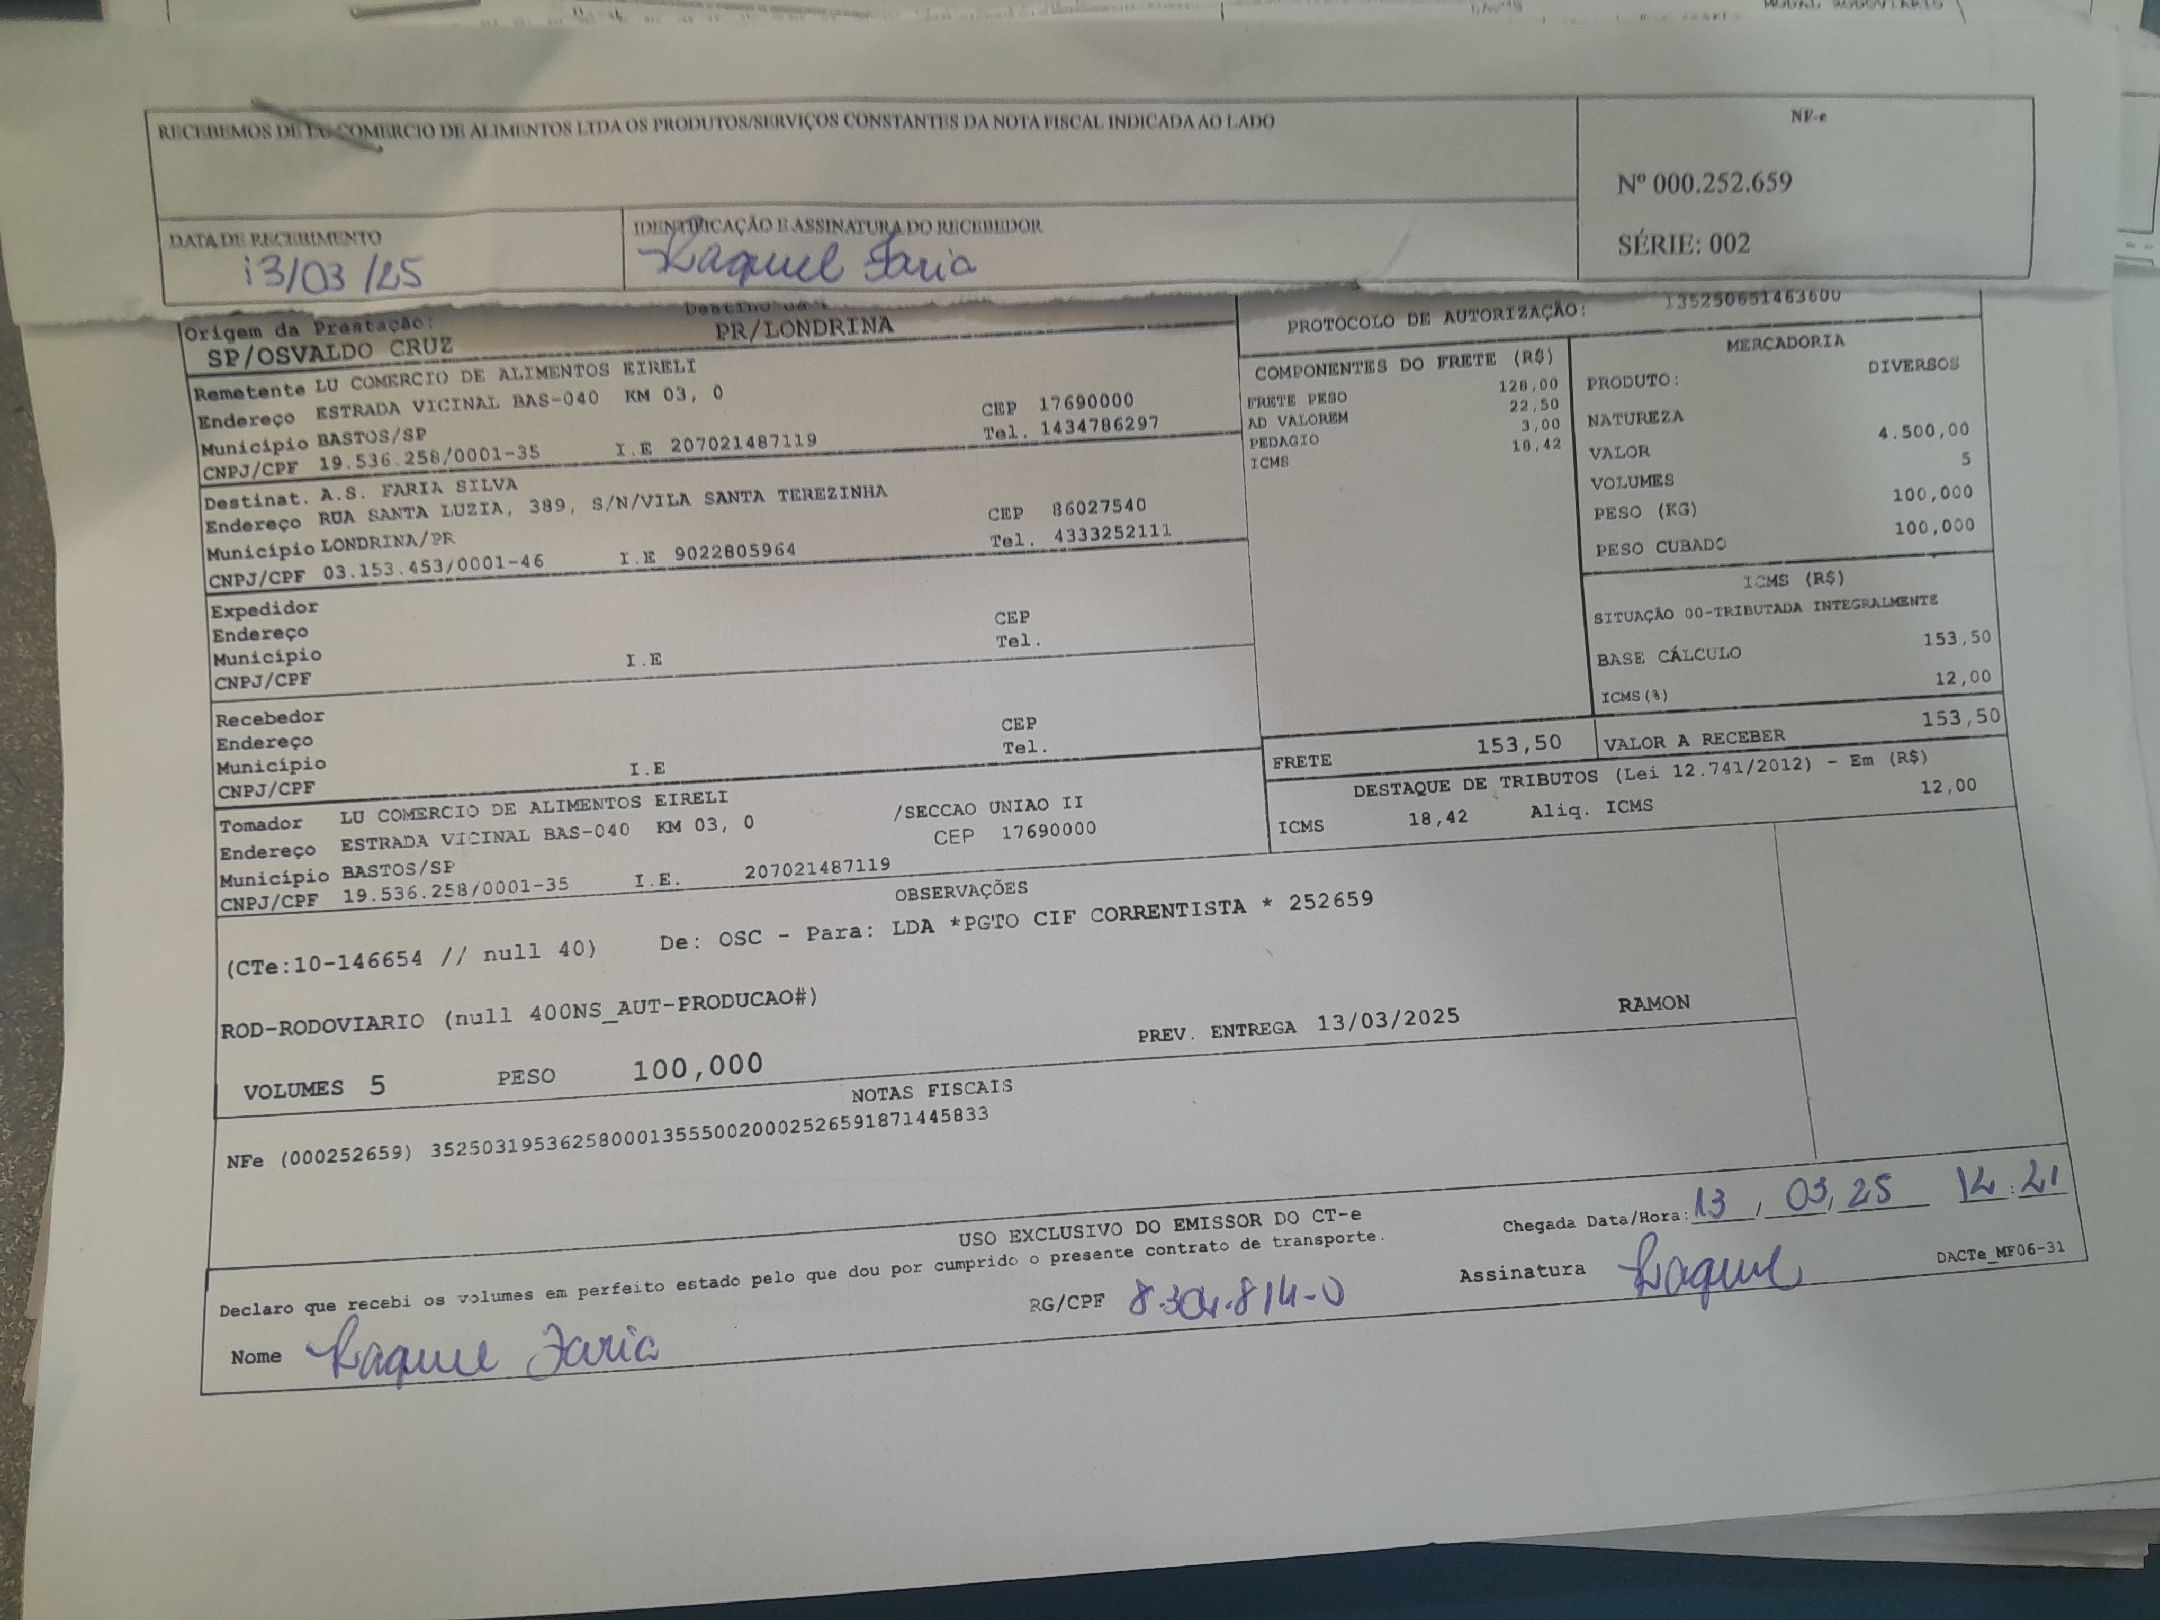 RECEBEMOS DE LU COMERCIO DE ALIMENTOS LTDA OS PRODUTOS/SERVIÇOS CONSTANTES DA NOTA FISCAL INDICADA AO LADO
NF-e
Nº 000.252.659
SÉRIE: 002
DATA DE RECEBIMENTO
13/03/25
IDENTIFICAÇÃO E ASSINATURA DO RECEBEDOR
Raquel Faria
Origem da Prestação:
SP/OSVALDO CRUZ
PR/LONDRINA
PROTOCOLO DE AUTORIZAÇÃO: 135250651463600
Remetente LU COMERCIO DE ALIMENTOS EIRELI
Endereço ESTRADA VICINAL BAS-040 KM 03, 0 CEP 17690000
Município BASTOS/SP Tel. 1434786297
CNPJ/CPF 19.536.258/0001-35 I.E 207021487119
Destinat. A.S. FARIA SILVA
Endereço RUA SANTA LUZIA, 389, S/N/VILA SANTA TEREZINHA CEP 86027540
Município LONDRINA/PR Tel. 4333252111
CNPJ/CPF 03.153.453/0001-46 I.E 9022805964
Expedidor
Endereço CEP
Município I.E Tel.
CNPJ/CPF
Recebedor
Endereço CEP
Município I.E Tel.
CNPJ/CPF
Tomador LU COMERCIO DE ALIMENTOS EIRELI
Endereço ESTRADA VICINAL BAS-040 KM 03, 0 /SECCAO UNIAO II
Município BASTOS/SP CEP 17690000
CNPJ/CPF 19.536.258/0001-35 I.E. 207021487119
COMPONENTES DO FRETE (R$)
FRETE PESO 128,00
AD VALOREM 22,50
PEDAGIO 3,00
ICMS 18,42
MERCADORIA
PRODUTO: DIVERSOS
NATUREZA
VALOR 4.500,00
VOLUMES 5
PESO (KG) 100,000
PESO CUBADO 100,000
ICMS (R$)
SITUAÇÃO 00-TRIBUTADA INTEGRALMENTE
BASE CÁLCULO 153,50
ICMS(%) 12,00
FRETE 153,50 VALOR A RECEBER 153,50
DESTAQUE DE TRIBUTOS (Lei 12.741/2012) - Em (R$)
ICMS 18,42 Aliq. ICMS 12,00
OBSERVAÇÕES
(CTe:10-146654 // null 40) De: OSC - Para: LDA *PGTO CIF CORRENTISTA * 252659
ROD-RODOVIARIO (null 400NS_AUT-PRODUCAO#)
VOLUMES 5 PESO 100,000 PREV. ENTREGA 13/03/2025 RAMON
NOTAS FISCAIS
NFe (000252659) 35250319536258000135550020002526591871445833
USO EXCLUSIVO DO EMISSOR DO CT-e
Declaro que recebi os volumes em perfeito estado pelo que dou por cumprido o presente contrato de transporte.
Chegada Data/Hora: 13/03/25 12:21
Nome Raquel Faria RG/CPF 8.304.814-0 Assinatura Raquel
DACTe_MF06-31